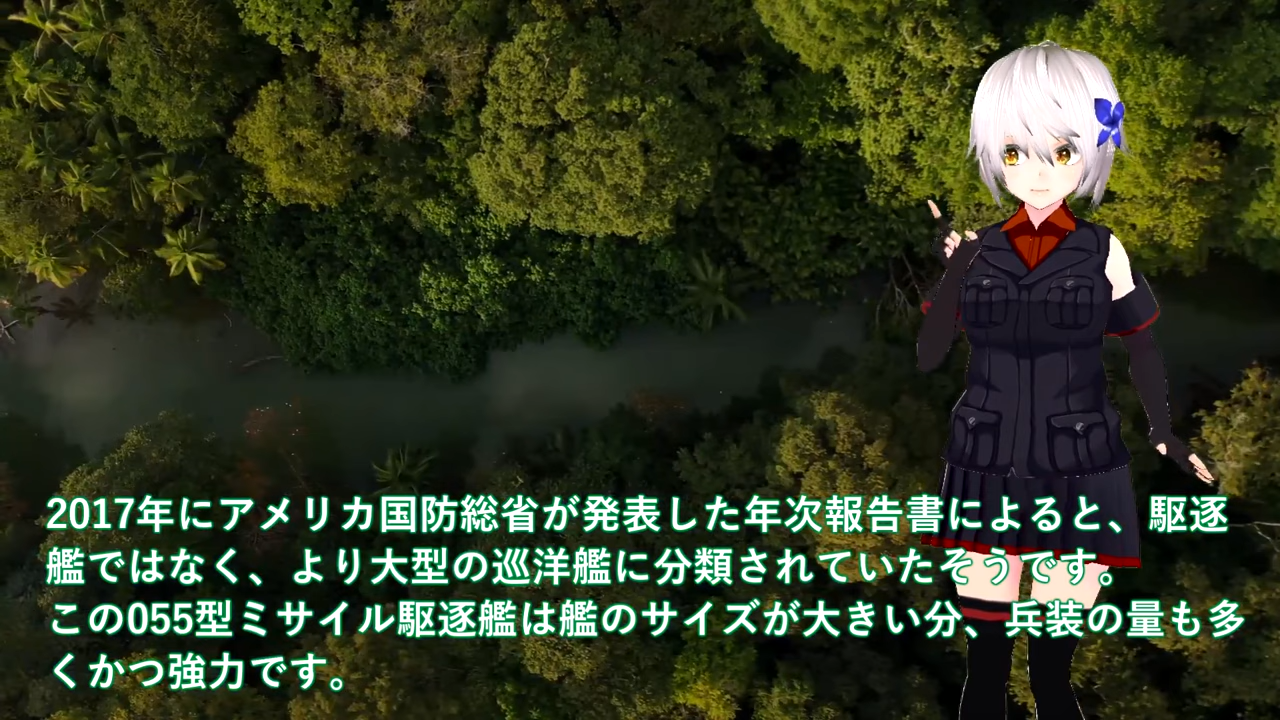 2017年にアメリカ国防総省が発表した年次報告書によると、駆逐
艦ではなく、より大型の巡洋艦に分類されていたそうです。
この055型ミサイル駆逐艦は艦のサイズが大きい分、兵装の量も多
くかつ強力です。